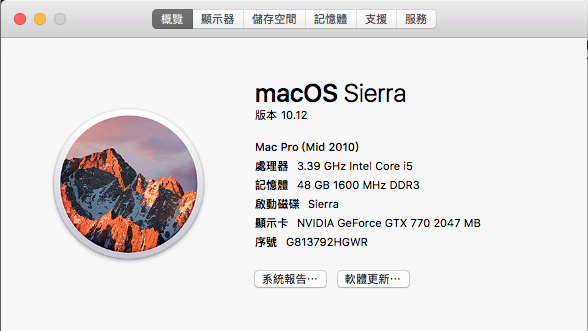 概覽 顯示器 儲存空間 記憶體 支援 服務
macOS Sierra
版本 10.12
Mac Pro (Mid 2010)
處理器 3.39 GHz Intel Core i5
記憶體 48 GB 1600 MHz DDR3
啟動磁碟 Sierra
顯示卡 NVIDIA GeForce GTX 770 2047 MB
序號 G813792HGWR
系統報告⋯ 軟體更新⋯